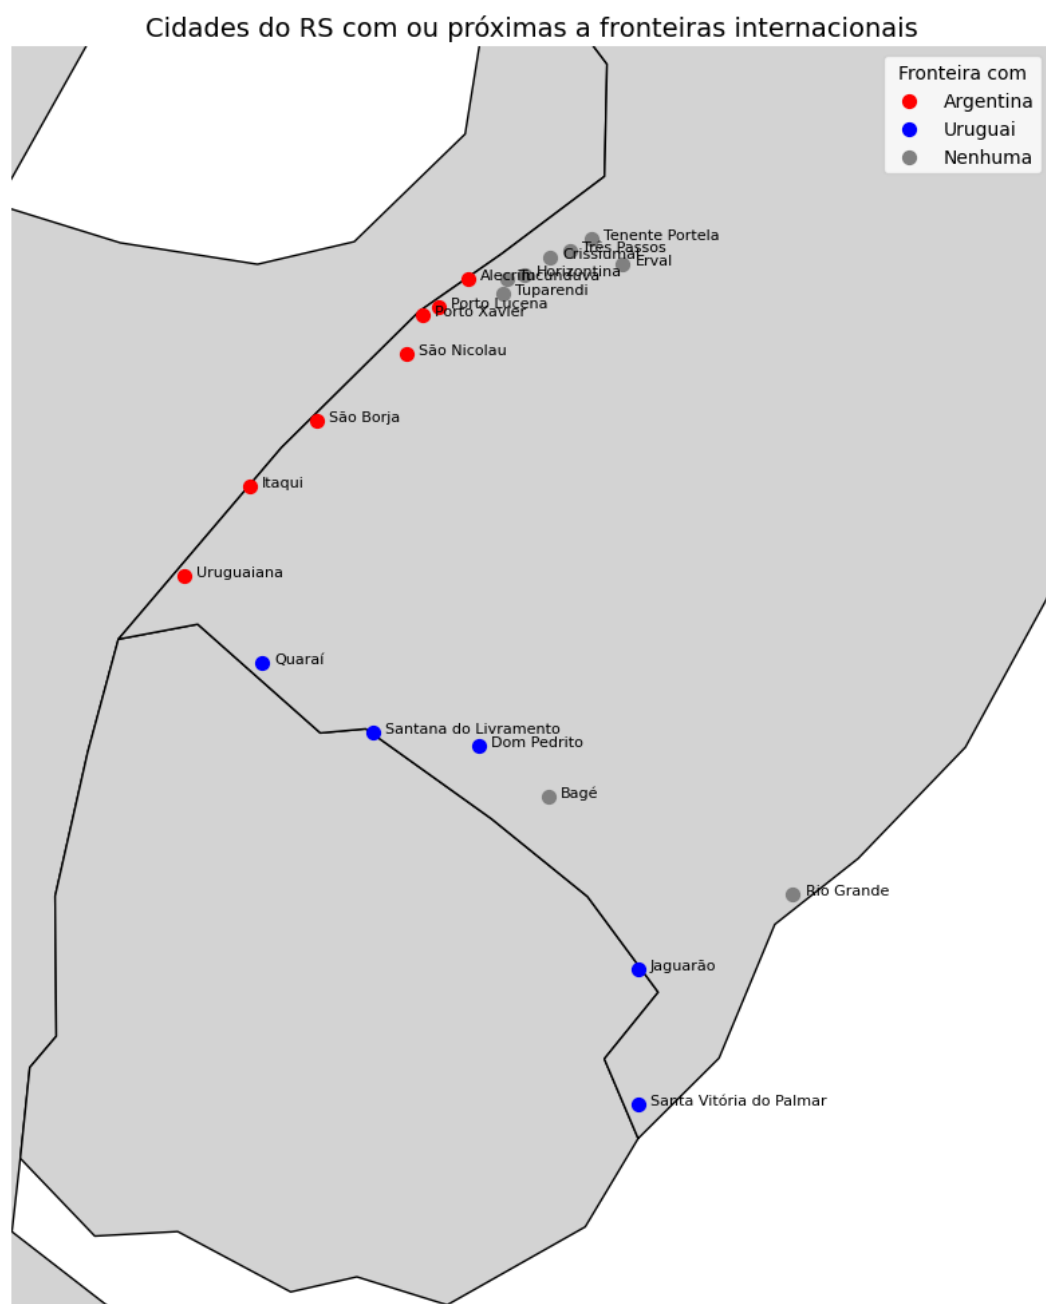 Cidades do RS com ou próximas a fronteiras internacionais
Fronteira com
Argentina
Uruguai
Nenhuma
Tenente Portela
Três Passos
Crissiumal
Erval
Horizontina
Alecrim
Tucunduva
Tuparendi
Porto Lucena
Porto Xavier
São Nicolau
São Borja
Itaqui
Uruguaiana
Quaraí
Santana do Livramento
Dom Pedrito
Bagé
Rio Grande
Jaguarão
Santa Vitória do Palmar